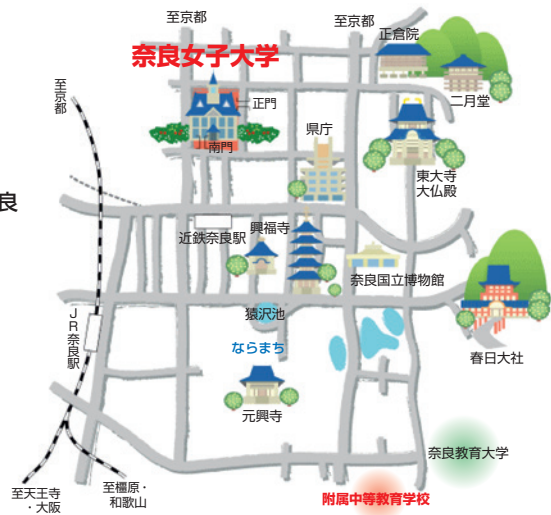 至京都
至京都
正倉院
奈良女子大学
至京都
正門
二月堂
県庁
南門
東大寺
大仏殿
良
近鉄奈良駅
興福寺
奈良国立博物館
猿沢池
JR奈良駅
ならまち
春日大社
元興寺
奈良教育大学
至天王寺
・大阪
至橿原・
和歌山
附属中等教育学校